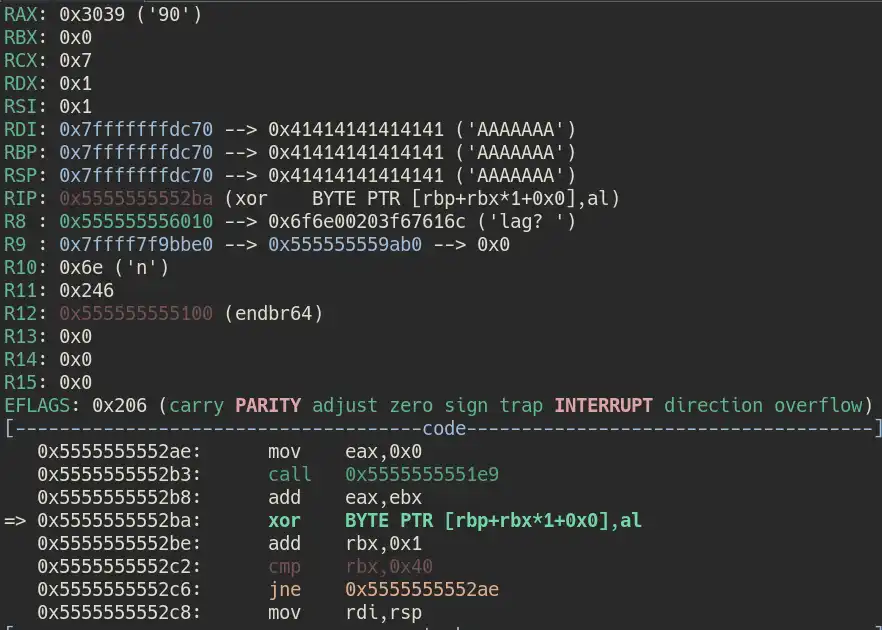 RAX: 0x3039 ('90')
RBX: 0x0
RCX: 0x7
RDX: 0x1
RSI: 0x1
RDI: 0x7fffffffdc70 --> 0x41414141414141 ('AAAAAAA')
RBP: 0x7fffffffdc70 --> 0x41414141414141 ('AAAAAAA')
RSP: 0x7fffffffdc70 --> 0x41414141414141 ('AAAAAAA')
RIP: 0x5555555552ba (xor    BYTE PTR [rbp+rbx*1+0x0],al)
R8 : 0x555555556010 --> 0x6f6e00203f67616c ('lag? ')
R9 : 0x7ffff7f9bbe0 --> 0x555555559ab0 --> 0x0
R10: 0x6e ('n')
R11: 0x246
R12: 0x555555555100 (endbr64)
R13: 0x0
R14: 0x0
R15: 0x0
EFLAGS: 0x206 (carry PARITY adjust zero sign trap INTERRUPT direction overflow)
[-------------------------------------code-------------------------------------]
   0x5555555552ae:      mov    eax,0x0
   0x5555555552b3:      call   0x5555555551e9
   0x5555555552b8:      add    eax,ebx
=> 0x5555555552ba:      xor    BYTE PTR [rbp+rbx*1+0x0],al
   0x5555555552be:      add    rbx,0x1
   0x5555555552c2:      cmp    rbx,0x40
   0x5555555552c6:      jne    0x5555555552ae
   0x5555555552c8:      mov    rdi,rsp